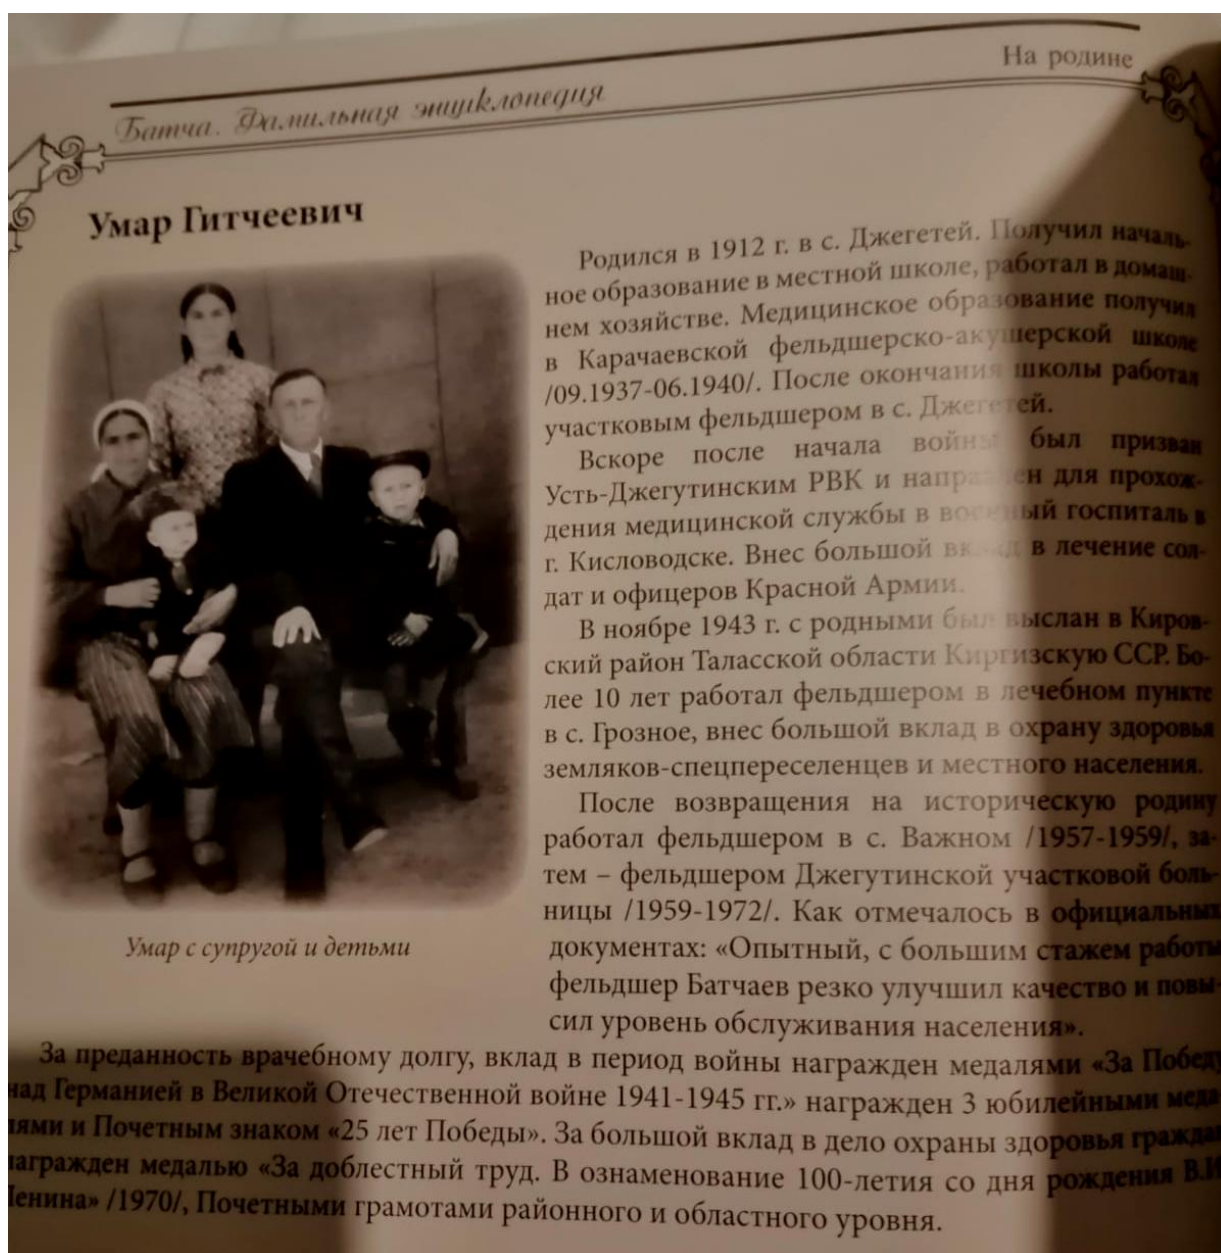 На родине
Батча. Фамильная энциклопедия
Умар Гитчеевич
Родился в 1912 г. в с. Джегетей. Получил началь-
ное образование в местной школе, работал в домаш-
нем хозяйстве. Медицинское образование получил
в Карачаевской фельдшерско-акушерской школе
/09.1937-06.1940/. После окончания школы работал
участковым фельдшером в с. Джегетей.
Вскоре после начала войны был призван
Усть-Джегутинским РВК и направлен для прохож-
дения медицинской службы в военный госпиталь в
г. Кисловодске. Внес большой вклад в лечение сол-
дат и офицеров Красной Армии.
В ноябре 1943 г. с родными был выслан в Киров-
ский район Таласской области Киргизскую ССР. Бо-
лее 10 лет работал фельдшером в лечебном пункте
в с. Грозное, внес большой вклад в охрану здоровья
земляков-спецпереселенцев и местного населения.
После возвращения на историческую родину
работал фельдшером в с. Важном /1957-1959/, за-
тем – фельдшером Джегутинской участковой боль-
ницы /1959-1972/. Как отмечалось в официальных
документах: «Опытный, с большим стажем работы
фельдшер Батчаев резко улучшил качество и повы-
сил уровень обслуживания населения».
Умар с супругой и детьми
За преданность врачебному долгу, вклад в период войны награжден медалями «За Победу
над Германией в Великой Отечественной войне 1941-1945 гг.» награжден 3 юбилейными меда-
лями и Почетным знаком «25 лет Победы». За большой вклад в дело охраны здоровья граждан
награжден медалью «За доблестный труд. В ознаменование 100-летия со дня рождения В.И.
Ленина» /1970/, Почетными грамотами районного и областного уровня.